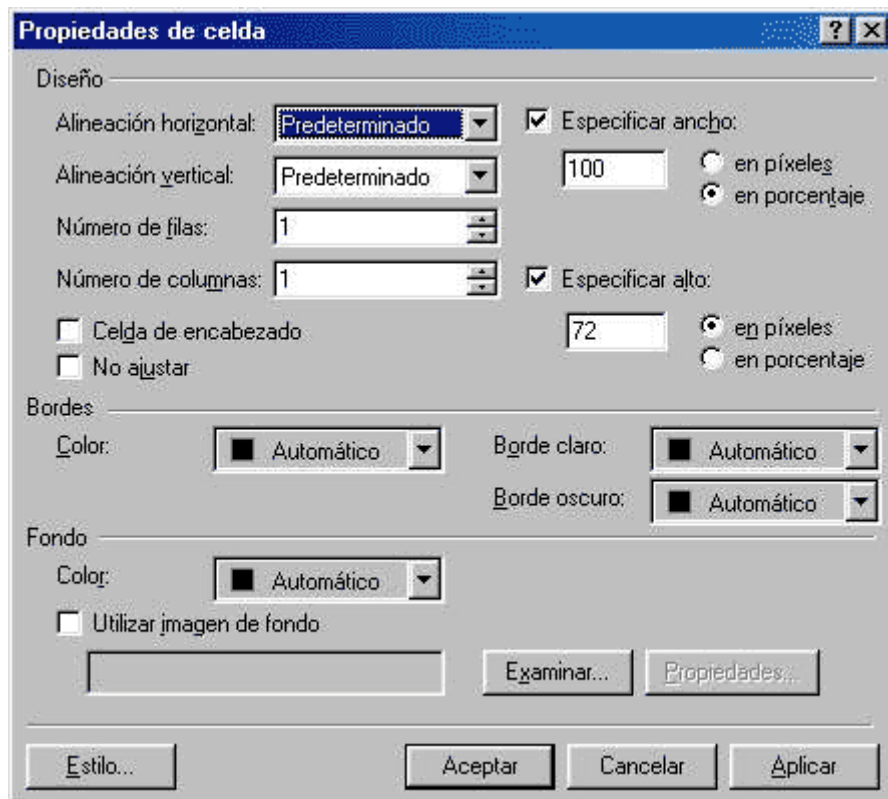 Propiedades de celda
Diseño
Alineación horizontal: Predeterminado
Especificar ancho:
Alineación vertical: Predeterminado
100
en píxeles
en porcentaje
Número de filas: 1
Número de columnas: 1
Especificar alto:
Celda de encabezado
72
en píxeles
No ajustar
en porcentaje
Bordes
Color: Automático
Borde claro: Automático
Borde oscuro: Automático
Fondo
Color: Automático
Utilizar imagen de fondo
Examinar...
Propiedades...
Estilo...
Aceptar
Cancelar
Aplicar